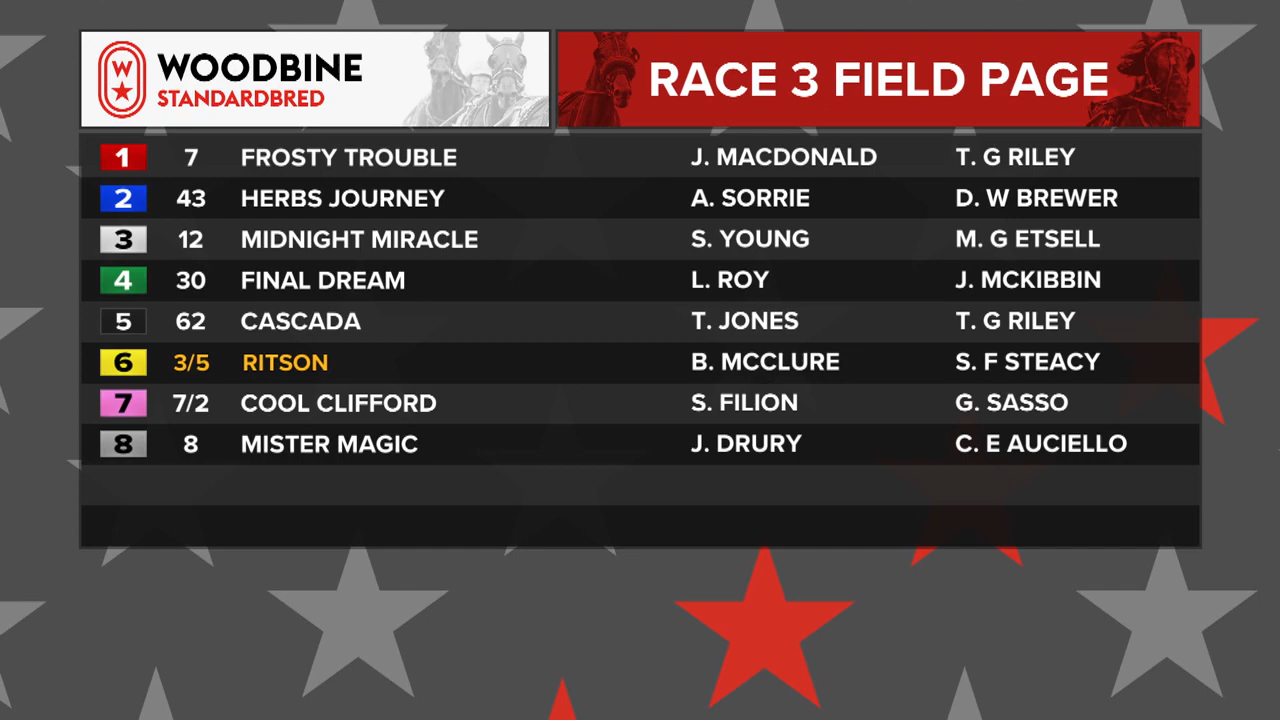 W
WOODBINE
STANDARDBRED
RACE 3 FIELD PAGE
1 7 FROSTY TROUBLE J. MACDONALD T. G RILEY
2 43 HERBS JOURNEY A. SORRIE D. W BREWER
3 12 MIDNIGHT MIRACLE S. YOUNG M. G ETSELL
4 30 FINAL DREAM L. ROY J. MCKIBBIN
5 62 CASCADA T. JONES T. G RILEY
6 3/5 RITSON B. MCCLURE S. F STEACY
7 7/2 COOL CLIFFORD S. FILION G. SASSO
8 8 MISTER MAGIC J. DRURY C. E AUCIELLO